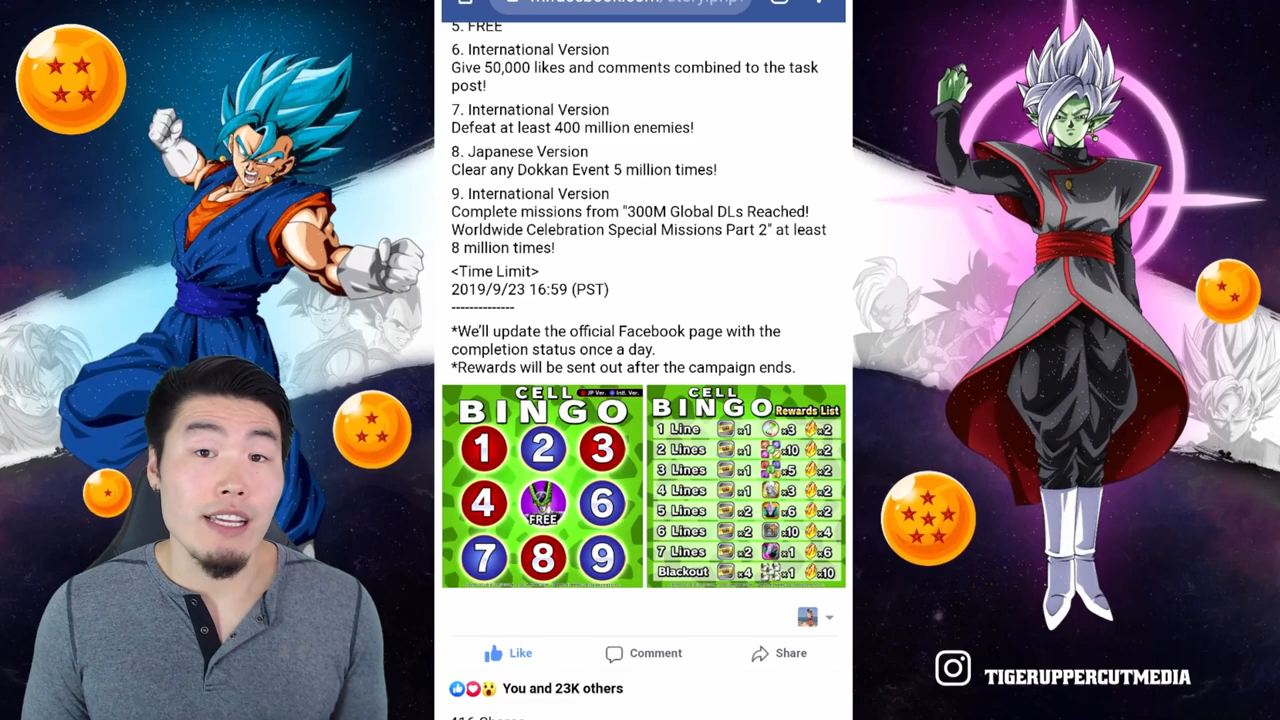 5. FREE
6. International Version
Give 50,000 likes and comments combined to the task
post!
7. International Version
Defeat at least 400 million enemies!
8. Japanese Version
Clear any Dokkan Event 5 million times!
9. International Version
Complete missions from "300M Global DLs Reached!
Worldwide Celebration Special Missions Part 2" at least
8 million times!
<Time Limit>
2019/9/23 16:59 (PST)
-------------
*We'll update the official Facebook page with the
completion status once a day.
*Rewards will be sent out after the campaign ends.
CELL
JP Ver. Intl. Ver.
BINGO
1 2 3
4 FREE 6
7 8 9
CELL
BINGO Rewards List
1 Line x1 x3 x2
2 Lines x1 x10 x2
3 Lines x1 x5 x2
4 Lines x1 x3 x2
5 Lines x2 x6 x2
6 Lines x2 x10 x4
7 Lines x2 x1 x6
Blackout x4 x1 x10
Like Comment Share
You and 23K others
TIGERUPPERCUTMEDIA